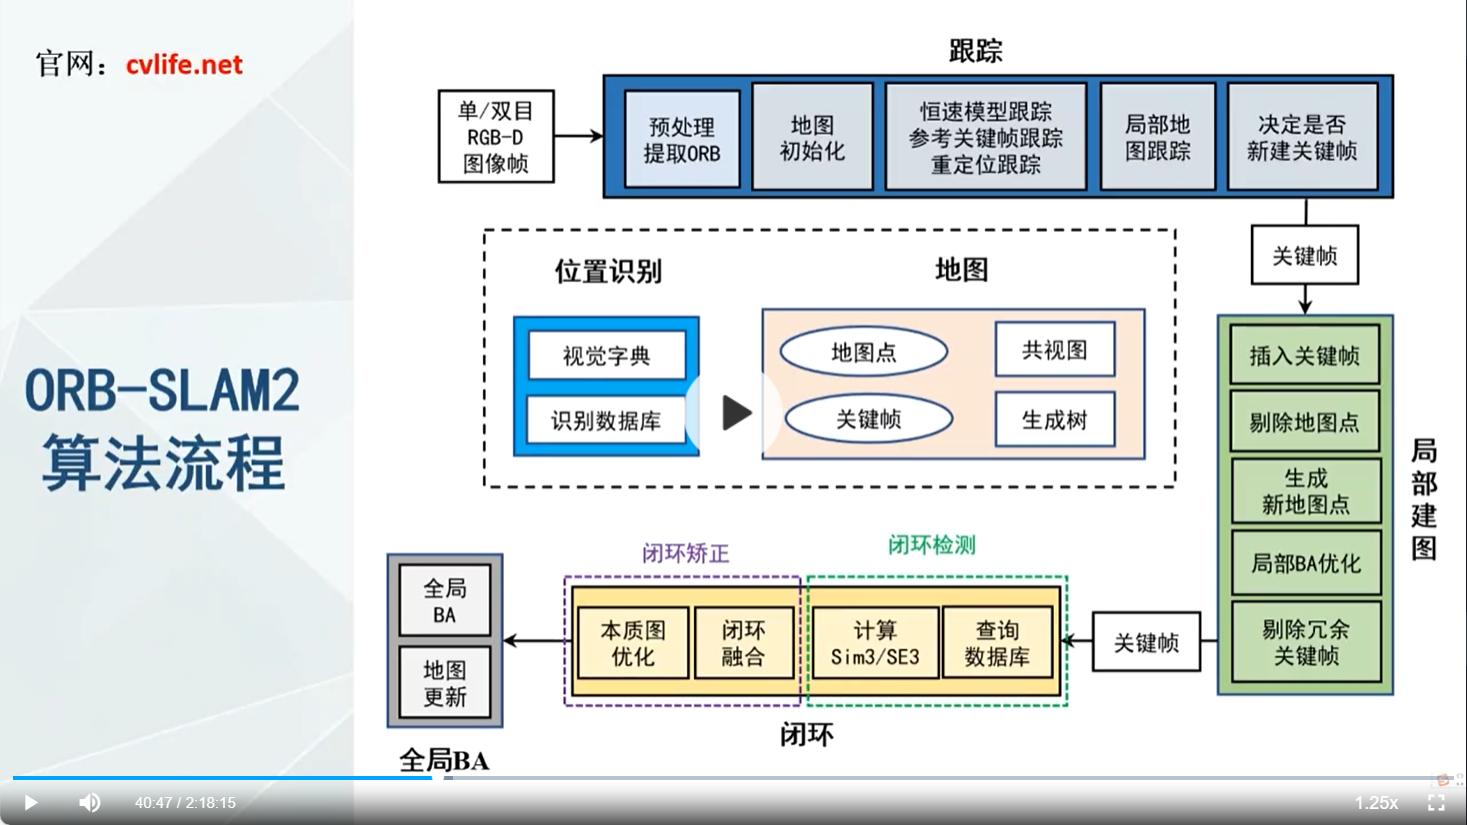 官网：cvlife.net
ORB-SLAM2
算法流程
跟踪
单/双目
RGB-D
图像帧
预处理
提取ORB
地图
初始化
恒速模型跟踪
参考关键帧跟踪
重定位跟踪
局部地
图跟踪
决定是否
新建关键帧
关键帧
位置识别
视觉字典
识别数据库
地图
地图点
共视图
关键帧
生成树
插入关键帧
剔除地图点
生成
新地图点
局部BA优化
剔除冗余
关键帧
局部建图
关键帧
闭环检测
查询
数据库
计算
Sim3/SE3
闭环矫正
闭环
融合
本质图
优化
闭环
全局
BA
地图
更新
全局BA
40:47 / 2:18:15
1.25x